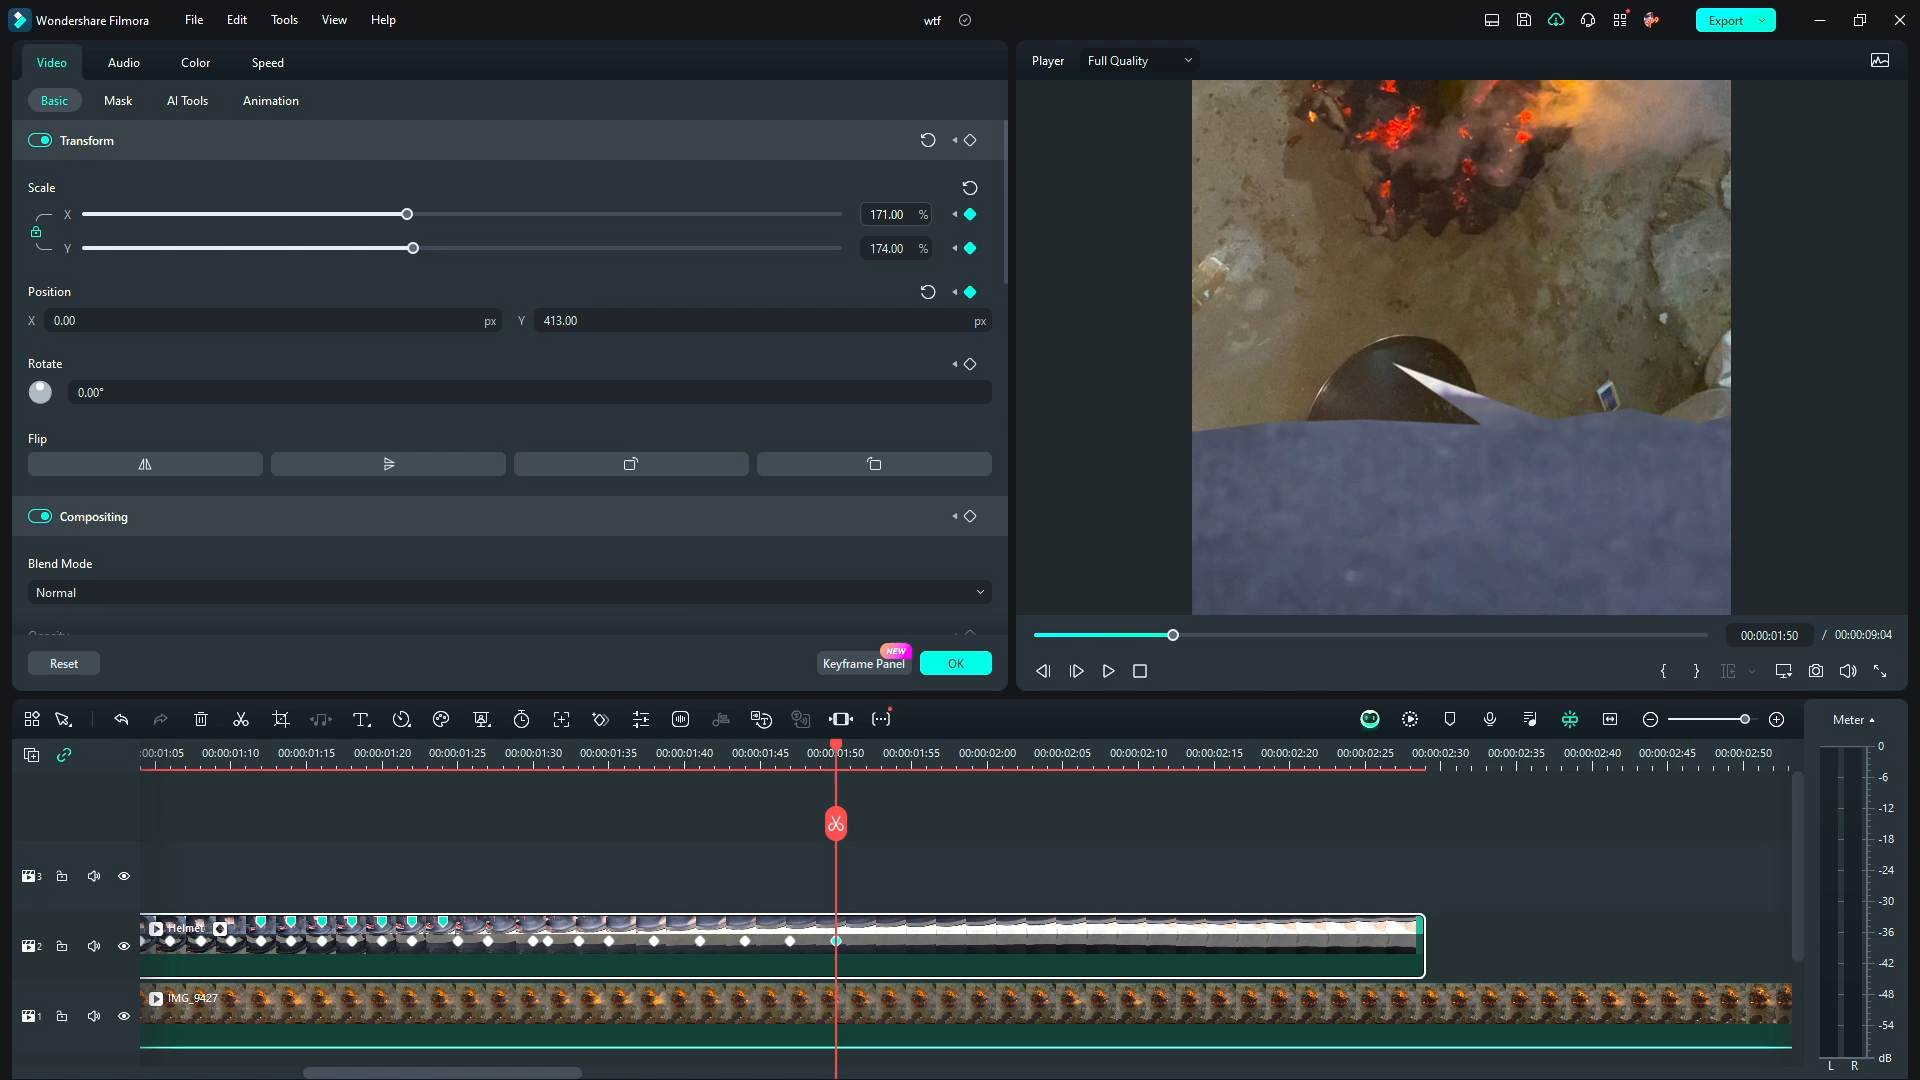 Wondershare Filmora File Edit Tools View Help wtf Export
Video Audio Color Speed
Player Full Quality
Basic Mask AI Tools Animation
Transform
Scale
X 171.00 %
Y 174.00 %
Position
X 0.00 px Y 413.00 px
Rotate
0.00°
Flip
Compositing
Blend Mode
Normal
Opacity
Reset Keyframe Panel NEW OK
00:00:01:50 / 00:00:09:04
Meter
:00:01:05 00:00:01:10 00:00:01:15 00:00:01:20 00:00:01:25 00:00:01:30 00:00:01:35 00:00:01:40 00:00:01:45 00:00:01:50 00:00:01:55 00:00:02:00 00:00:02:05 00:00:02:10 00:00:02:15 00:00:02:20 00:00:02:25 00:00:02:30 00:00:02:35 00:00:02:40 00:00:02:45 00:00:02:50
3
Helmet
2
IMG_9427
1
0
-6
-12
-18
-24
-30
-36
-42
-48
-54
dB
L R